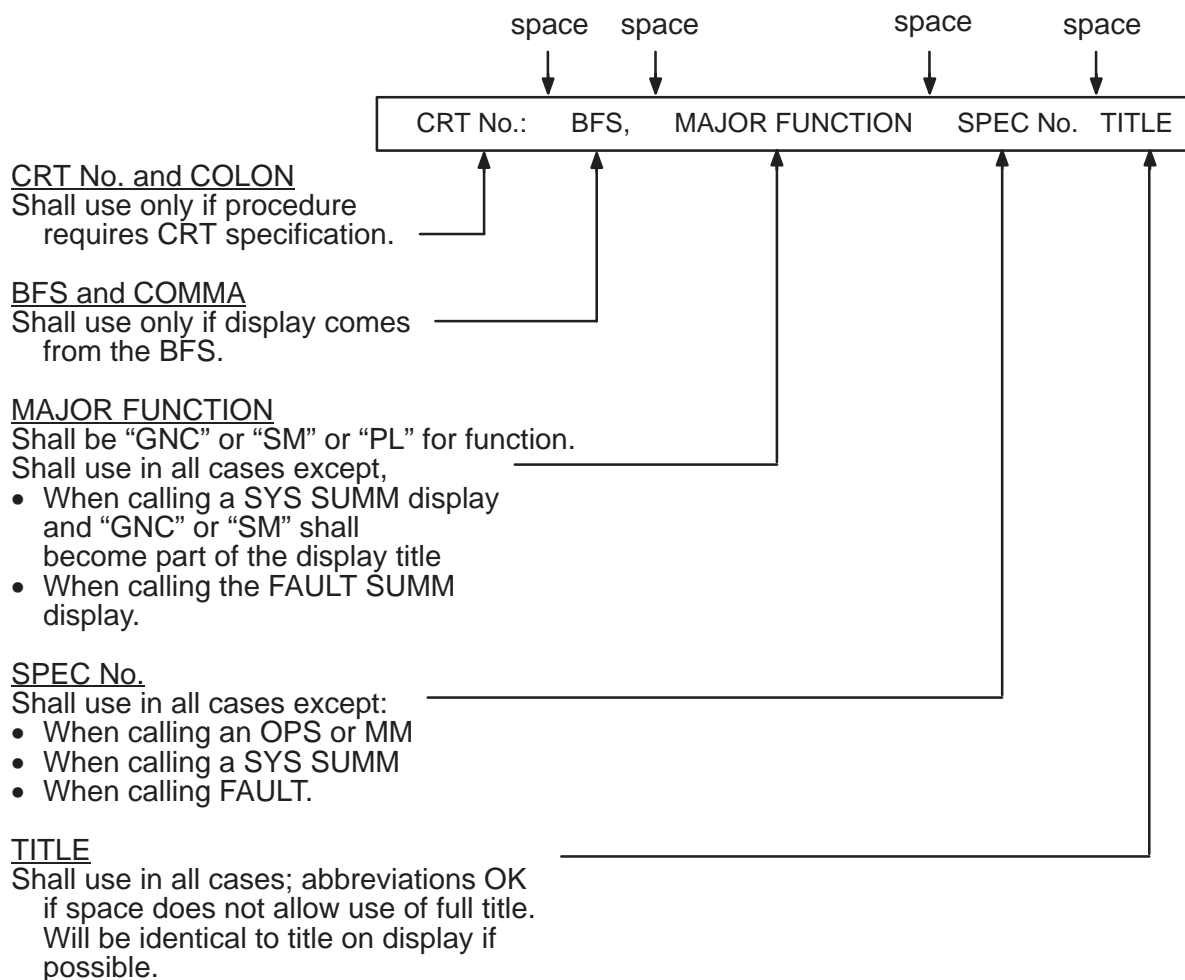 space space space space
CRT No.: BFS, MAJOR FUNCTION SPEC No. TITLE
CRT No. and COLON
Shall use only if procedure
requires CRT specification.
BFS and COMMA
Shall use only if display comes
from the BFS.
MAJOR FUNCTION
Shall be “GNC” or “SM” or “PL” for function.
Shall use in all cases except,
• When calling a SYS SUMM display
and “GNC” or “SM” shall
become part of the display title
• When calling the FAULT SUMM
display.
SPEC No.
Shall use in all cases except:
• When calling an OPS or MM
• When calling a SYS SUMM
• When calling FAULT.
TITLE
Shall use in all cases; abbreviations OK
if space does not allow use of full title.
Will be identical to title on display if
possible.